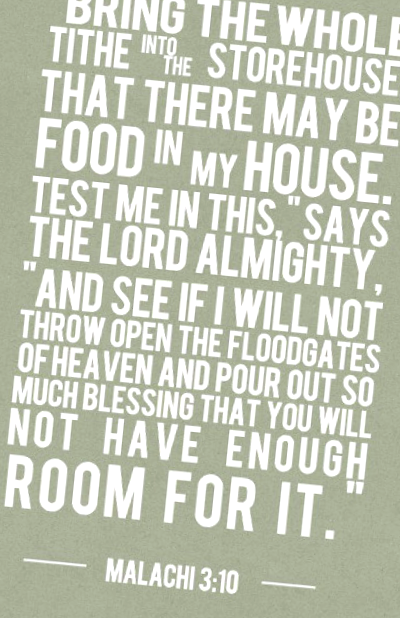 BRING THE WHOLE
TITHE INTO THE STOREHOUSE
THAT THERE MAY BE
FOOD IN MY HOUSE.
TEST ME IN THIS," SAYS
THE LORD ALMIGHTY,
"AND SEE IF I WILL NOT
THROW OPEN THE FLOODGATES
OF HEAVEN AND POUR OUT SO
MUCH BLESSING THAT YOU WILL
NOT HAVE ENOUGH
ROOM FOR IT."
MALACHI 3:10